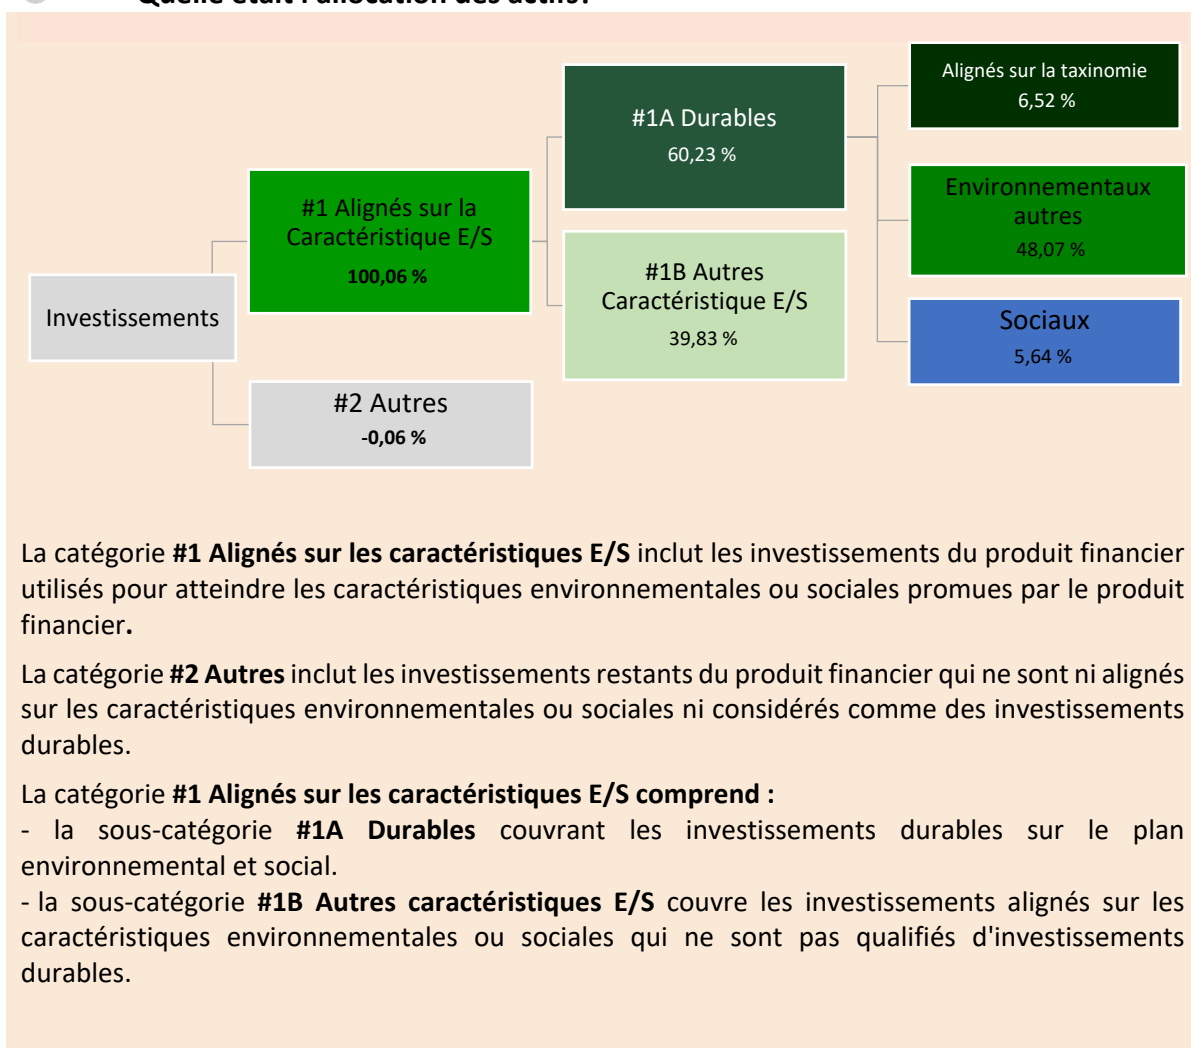 Quelle était l'allocation des actifs?
Investissements
#1 Alignés sur la
Caractéristique E/S
100,06 %
#2 Autres
-0,06 %
#1A Durables
60,23 %
#1B Autres
Caractéristique E/S
39,83 %
Alignés sur la taxinomie
6,52 %
Environnementaux
autres
48,07 %
Sociaux
5,64 %
La catégorie #1 Alignés sur les caractéristiques E/S inclut les investissements du produit financier
utilisés pour atteindre les caractéristiques environnementales ou sociales promues par le produit
financier.
La catégorie #2 Autres inclut les investissements restants du produit financier qui ne sont ni alignés
sur les caractéristiques environnementales ou sociales ni considérés comme des investissements
durables.
La catégorie #1 Alignés sur les caractéristiques E/S comprend :
- la sous-catégorie #1A Durables couvrant les investissements durables sur le plan
environnemental et social.
- la sous-catégorie #1B Autres caractéristiques E/S couvre les investissements alignés sur les
caractéristiques environnementales ou sociales qui ne sont pas qualifiés d'investissements
durables.